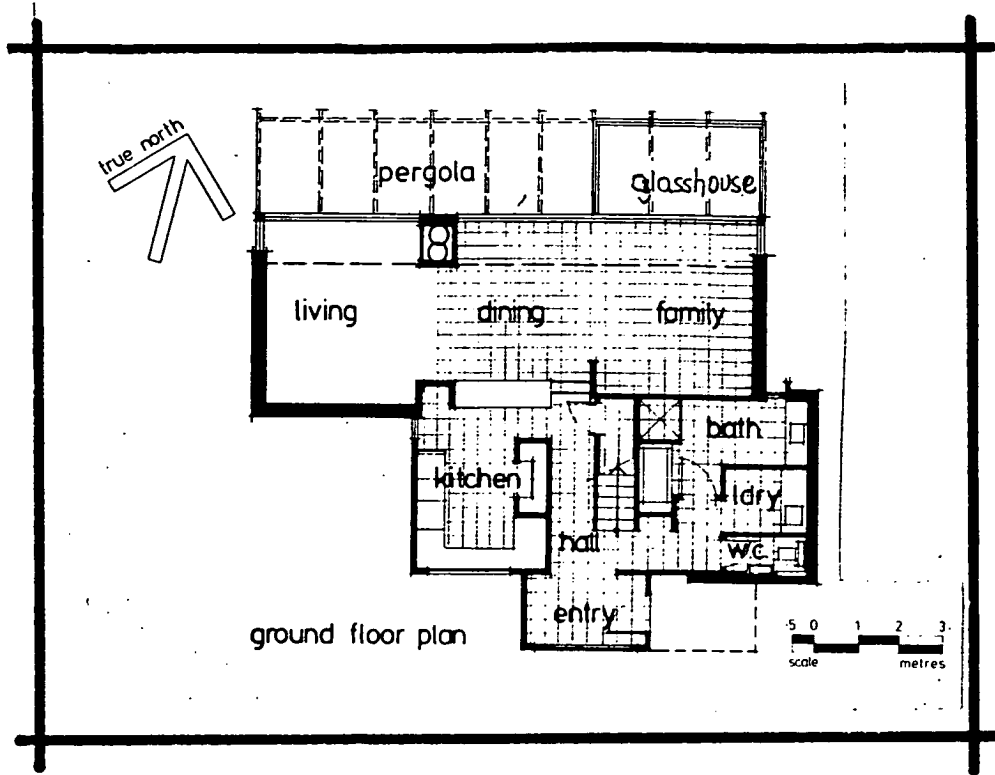 true north
pergola
glasshouse
living
dining
family
bath
kitchen
ldry
hall
w.c.
entry
ground floor plan
·5 0 1 2 3
scale metres